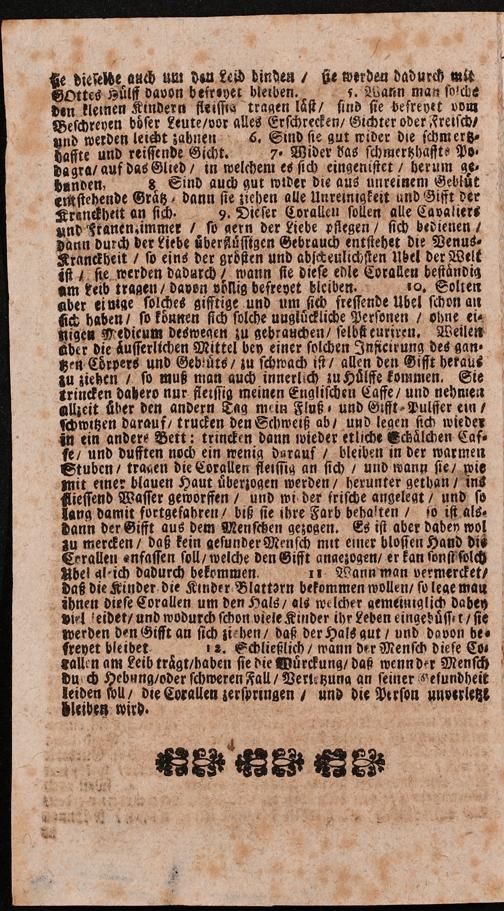 sie dieselbe auch um den Leib binden / sie werden dadurch mit
GOttes Hülff davon befreyet bleiben. 5. Wann man solche
den kleinen Kindern fleissig tragen läst / sind sie befreyet vom
Beschreyen böser Leute/vor alles Erschrecken/ Gichter oder Freisch/
und werden leicht zahnen 6. Sind sie gut wider die schmertz-
haffte und reissende Gicht. 7. Wider das schmertzhaffte Po-
dagra/ auf das Glied / in welchem es sich eingenistet / herum ge-
bunden. 8 Sind auch gut wider die aus unreinem Geblüt
entstehende Grätz, dann sie ziehen alle Unreinigkeit und Gifft der
Kranckheit an sich. 9. Dieser Corallen sollen alle Cavaliers
und Frauenzimmer / so gern der Liebe pflegen / sich bedienen /
dann durch der Liebe überflüssigen Gebrauch entstehet die Venus-
Kranckheit / so eins der grösten und abscheulichsten Ubel der Welt
ist / sie werden dadurch / wann sie diese edle Corallen beständig
am Leib tragen / davon völlig befreyet bleiben. 10. Solten
aber einige solches gifftige und um sich fressende Ubel schon an
sich haben / so können sich solche unglückliche Personen / ohne ei-
nigen Medicum deswegen zu gebrauchen / selbst curiren. Weilen
aber die äusserlichen Mittel bey einer solchen Inficirung des gan-
tzen Cörpers und Geblüts / zu schwach ist / allen den Gifft heraus
zu ziehen / so muß man auch innerlich zu Hülffe kommen. Sie
trincken dahero nur fleissig meinen Englischen Caffe / und nehmen
allzeit über den andern Tag mein Fluß- und Gifft-Pulffer ein /
schwitzen darauf / trucken den Schweiß ab / und legen sich wieder
in ein anders Bett: trincken dann wieder etliche Schälchen Caf-
fe / und dufften noch ein wenig darauf / bleiben in der warmen
Stuben / tragen die Corallen fleissig an sich / und wann sie / wie
mit einer blauen Haut überzogen werden / herunter gethan / ins
fliessend Wasser geworffen / und wider frische angelegt / und so
lang damit fortgefahren / biß sie ihre Farb behalten / so ist als-
dann der Gifft aus dem Menschen gezogen. Es ist aber dabey wol
zu mercken / daß kein gesunder Mensch mit einer blossen Hand die
Corallen anfassen soll / welche den Gifft angezogen / er kan sonst solch
Ubel gleich dadurch bekommen. 11 Wann man vermercket /
daß die Kinder die Kinder Blattern bekommen wollen/ so lege man
ihnen diese Corallen um den Hals / als welcher gemeiniglich dabey
viel leidet / und wodurch schon viele Kinder ihr Leben eingebüsset / sie
werden den Gifft an sich ziehen / daß der Hals gut / und davon be-
freyet bleibet 12. Schließlich / wann der Mensch diese Co-
rallen am Leib trägt/haben sie die Würckung/ daß wenn der Mensch
durch Hebung/oder schweren Fall / Verletzung an seiner Gesundheit
leiden soll / die Corallen zerspringen / und die Person unverletzt
bleiben wird.